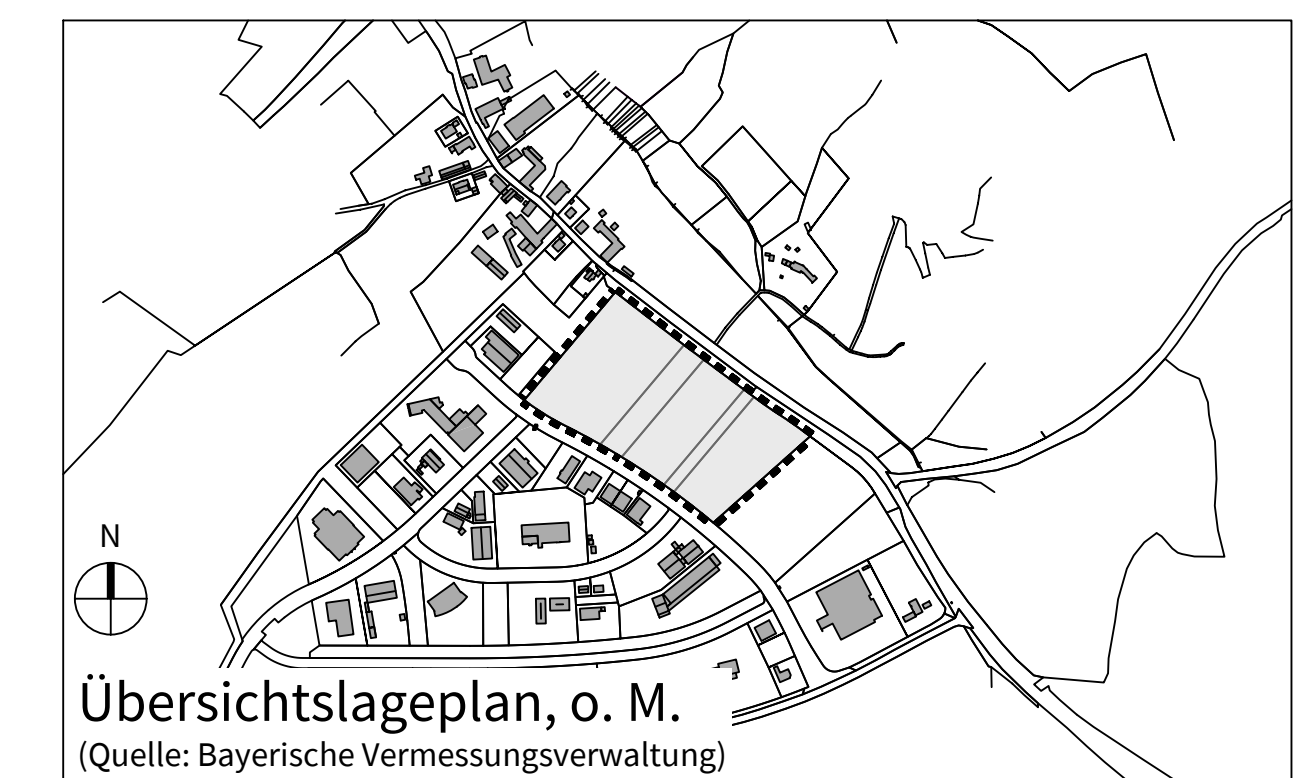 N
Übersichtslageplan, o. M.
(Quelle: Bayerische Vermessungsverwaltung)